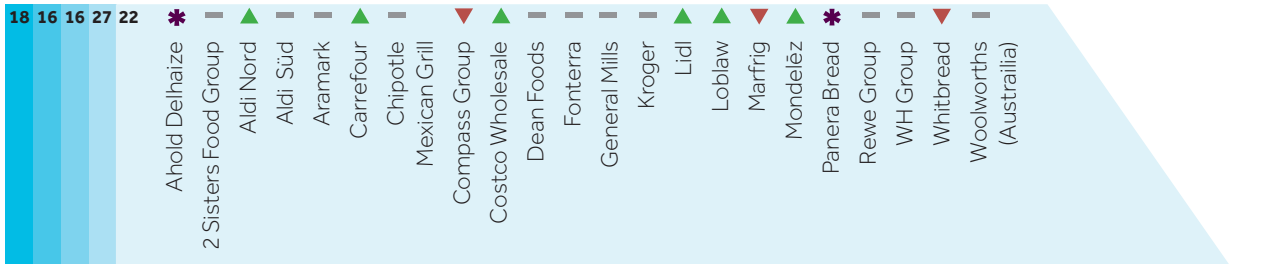 18 16 16 27 22
Ahold Delhaize
2 Sisters Food Group
Aldi Nord
Aldi Süd
Aramark
Carrefour
Chipotle
Mexican Grill
Compass Group
Costco Wholesale
Dean Foods
Fonterra
General Mills
Kroger
Lidl
Loblaw
Marfrig
Mondelēz
Panera Bread
Rewe Group
WH Group
Whitbread
Woolworths
(Austrailia)